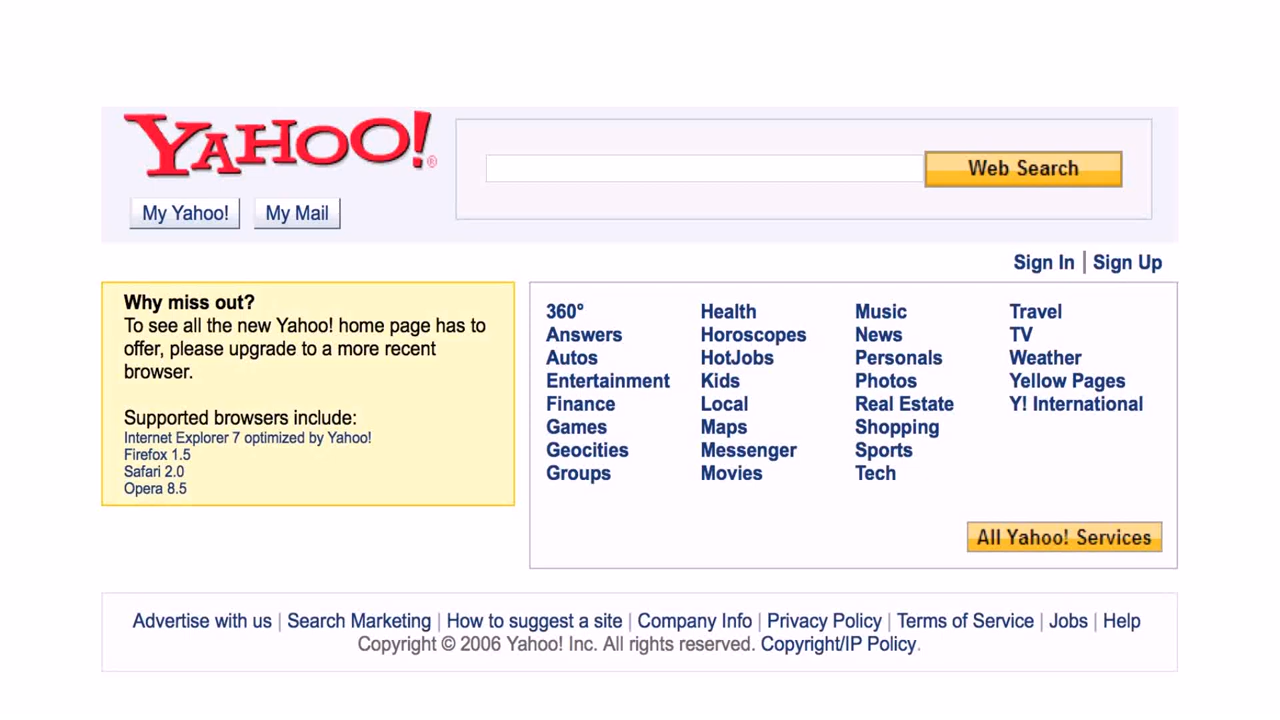 YAHOO!®
Web Search
My Yahoo! My Mail
Sign In | Sign Up
Why miss out?
To see all the new Yahoo! home page has to
offer, please upgrade to a more recent
browser.
Supported browsers include:
Internet Explorer 7 optimized by Yahoo!
Firefox 1.5
Safari 2.0
Opera 8.5
360° Health Music Travel
Answers Horoscopes News TV
Autos HotJobs Personals Weather
Entertainment Kids Photos Yellow Pages
Finance Local Real Estate Y! International
Games Maps Shopping
Geocities Messenger Sports
Groups Movies Tech
All Yahoo! Services
Advertise with us | Search Marketing | How to suggest a site | Company Info | Privacy Policy | Terms of Service | Jobs | Help
Copyright © 2006 Yahoo! Inc. All rights reserved. Copyright/IP Policy.